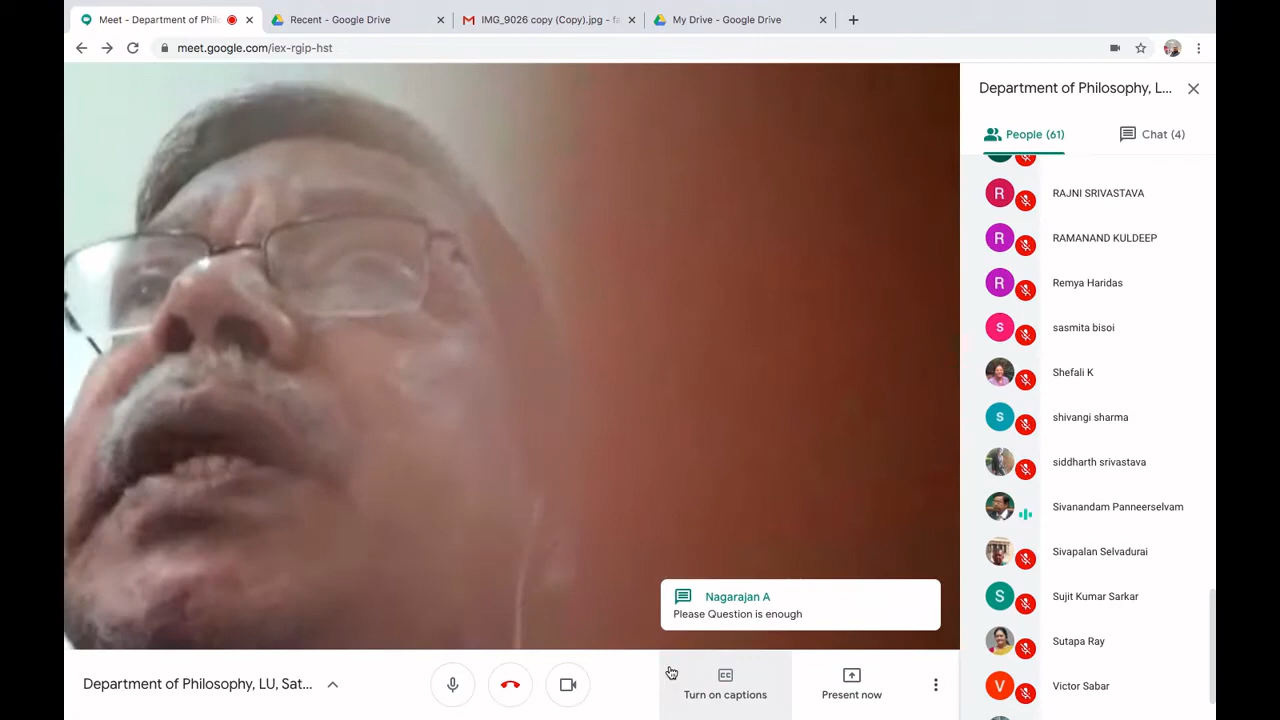 Meet - Department of Phil
Recent - Google Drive
IMG_9026 copy (Copy).jpg - fa
My Drive - Google Drive
meet.google.com/iex-rgip-hst
Department of Philosophy, L...
People (61)
Chat (4)
R
RAJNI SRIVASTAVA
R
RAMANAND KULDEEP
R
Remya Haridas
s
sasmita bisoi
Shefali K
s
shivangi sharma
siddharth srivastava
Sivanandam Panneerselvam
Sivapalan Selvadurai
S
Sujit Kumar Sarkar
Sutapa Ray
V
Victor Sabar
Nagarajan A
Please Question is enough
Department of Philosophy, LU, Sat...
CC
Turn on captions
Present now